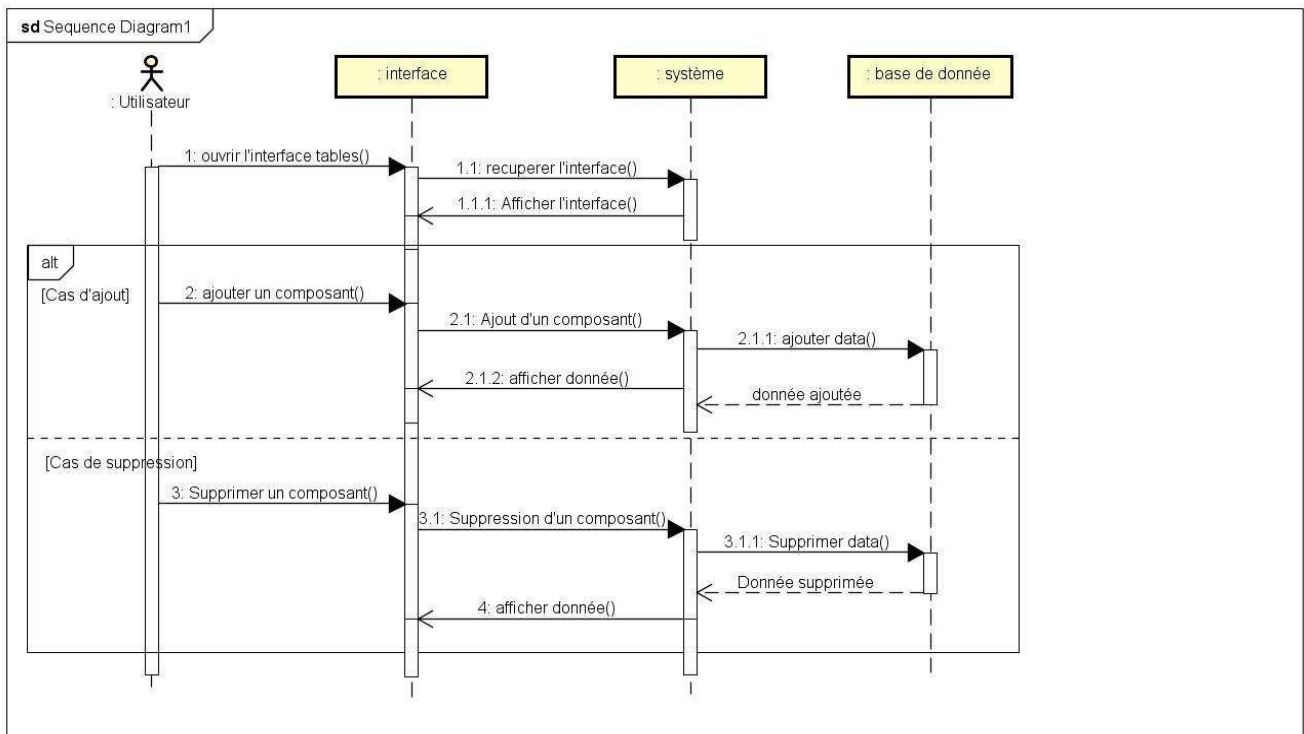 sd Sequence Diagram1
: Utilisateur
: interface
: système
: base de donnée
1: ouvrir l'interface tables()
1.1: recuperer l'interface()
1.1.1: Afficher l'interface()
alt
[Cas d'ajout]
2: ajouter un composant()
2.1: Ajout d'un composant()
2.1.1: ajouter data()
2.1.2: afficher donnée()
donnée ajoutée
[Cas de suppression]
3: Supprimer un composant()
3.1: Suppression d'un composant()
3.1.1: Supprimer data()
Donnée supprimée
4: afficher donnée()